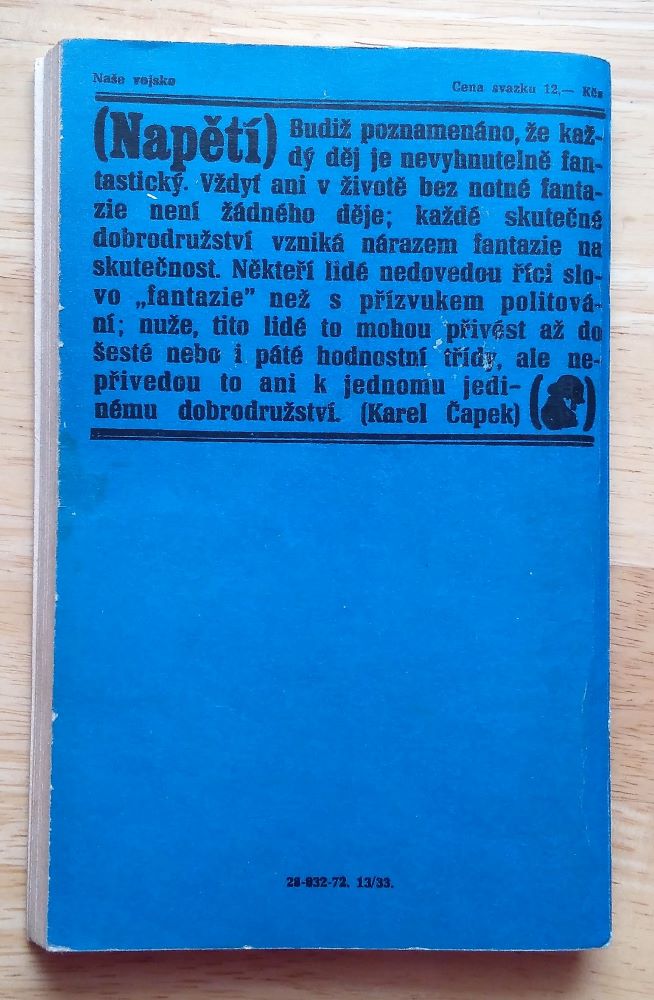 Naše vojsko
Cena svazku 12,— Kčs
(Napětí) Budiž poznamenáno, že kaž-
dý děj je nevyhnutelně fan-
tastický. Vždyť ani v životě bez notné fanta-
zie není žádného děje; každé skutečné
dobrodružství vzniká nárazem fantazie na
skutečnost. Někteří lidé nedovedou říci slo-
vo „fantazie” než s přízvukem politová-
ní; nuže, tito lidé to mohou přivést až do
šesté nebo i páté hodnostní třídy, ale ne-
přivedou to ani k jednomu jedi-
nému dobrodružství. (Karel Čapek)
28-032-72. 13/33.